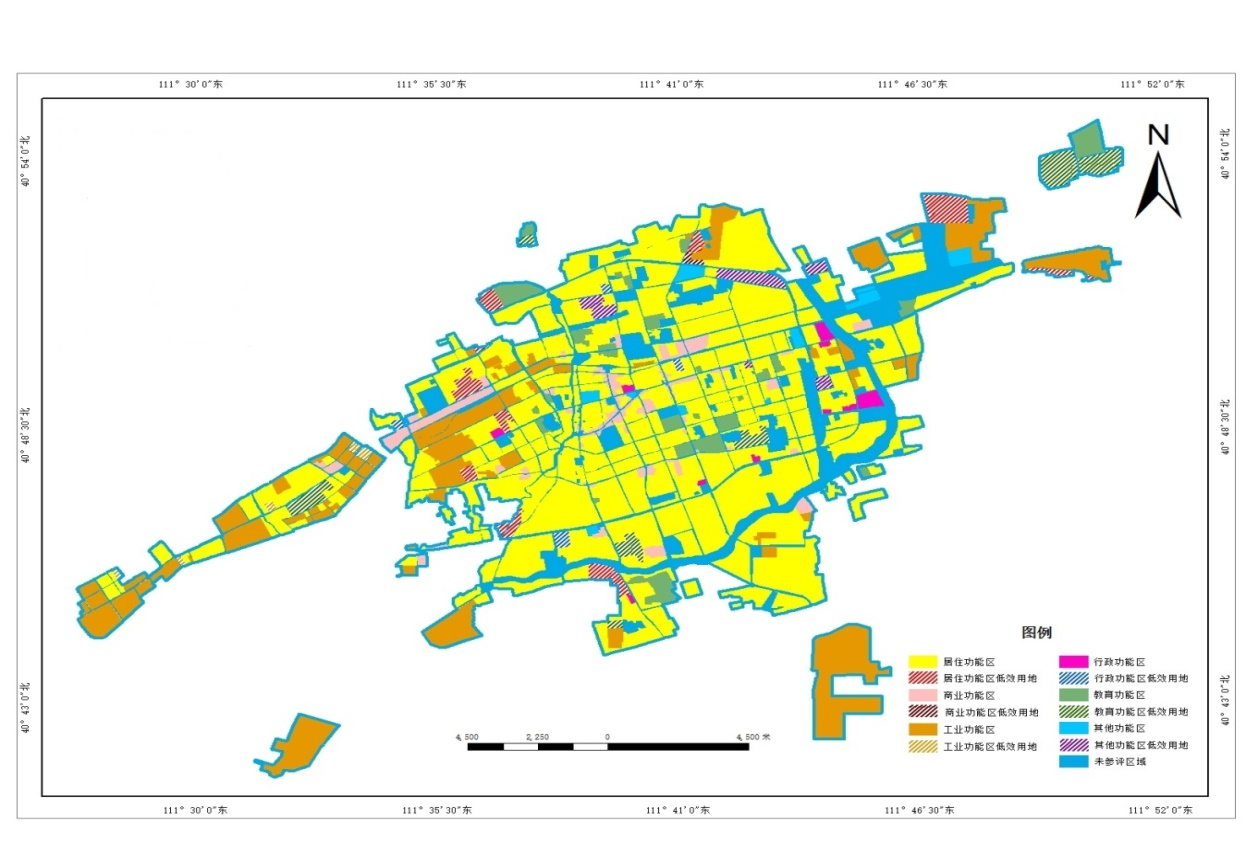 111° 30′0″东 111° 35′30″东 111° 41′0″东 111° 46′30″东 111° 52′0″东
40° 54′0″北 40° 54′0″北
N
40° 48′30″北 40° 48′30″北
40° 43′0″北 40° 43′0″北
图例
居住功能区 行政功能区
居住功能区低效用地 行政功能区低效用地
商业功能区 教育功能区
商业功能区低效用地 教育功能区低效用地
工业功能区 其他功能区
工业功能区低效用地 其他功能区低效用地
未参评区域
4,500 2,250 0 4,500 米
111° 30′0″东 111° 35′30″东 111° 41′0″东 111° 46′30″东 111° 52′0″东